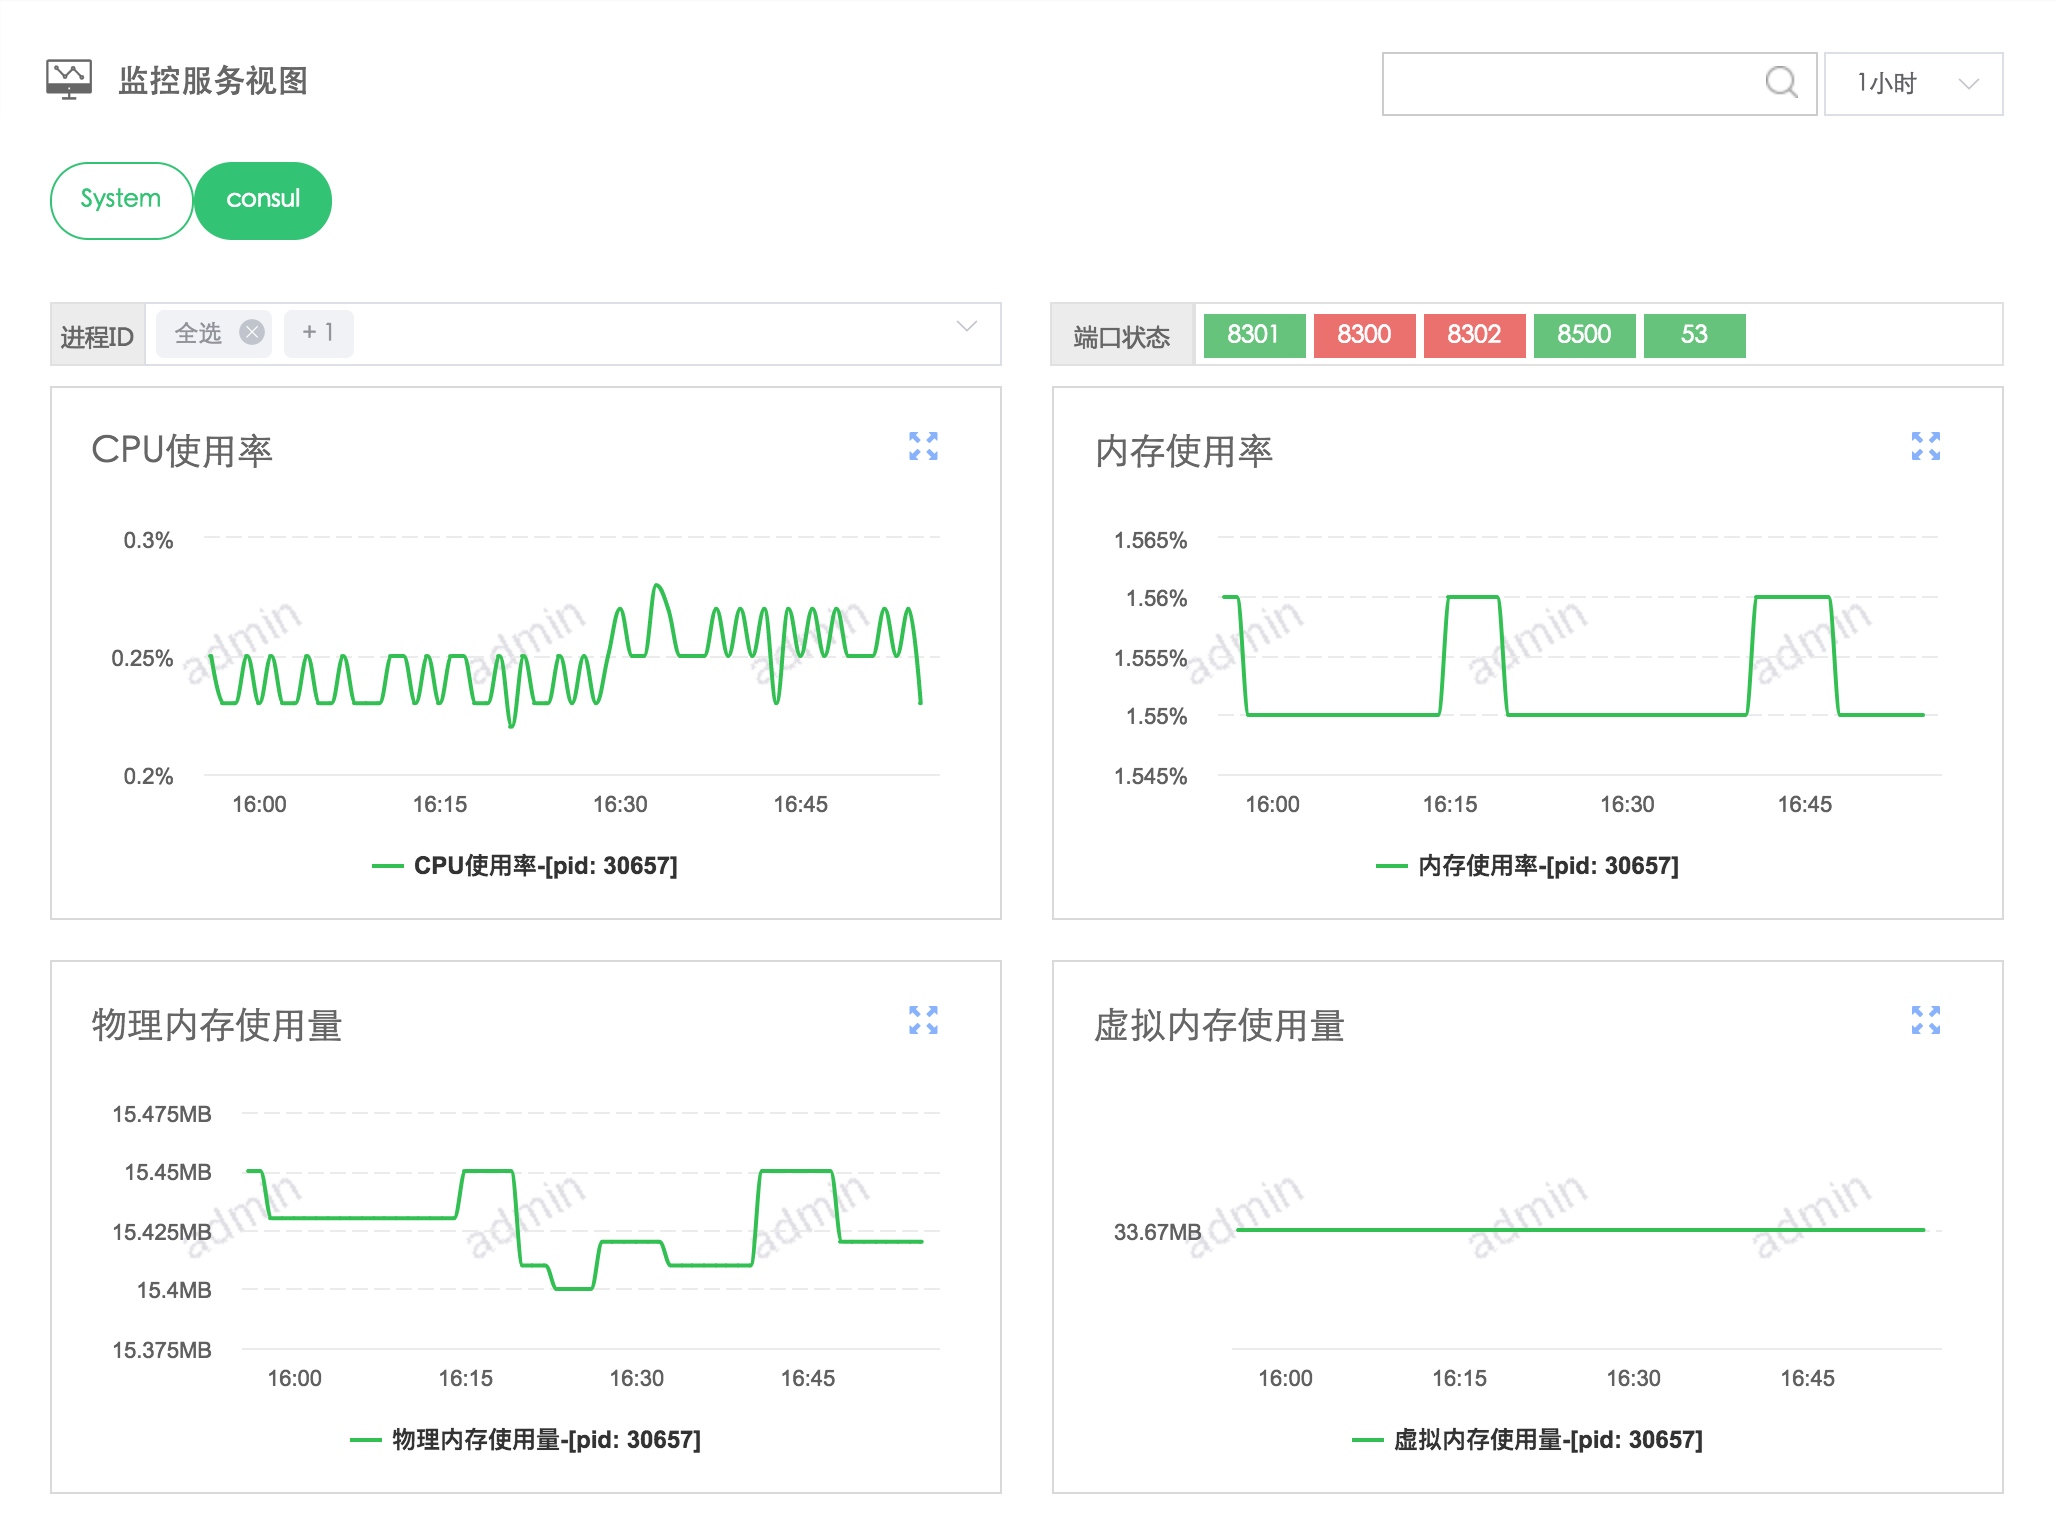 监控服务视图
1小时
System
consul
进程ID
全选
+ 1
端口状态
8301
8300
8302
8500
53
CPU使用率
0.3%
0.25%
0.2%
16:00
16:15
16:30
16:45
CPU使用率-[pid: 30657]
admin
admin
admin
内存使用率
1.565%
1.56%
1.555%
1.55%
1.545%
16:00
16:15
16:30
16:45
内存使用率-[pid: 30657]
admin
admin
admin
物理内存使用量
15.475MB
15.45MB
15.425MB
15.4MB
15.375MB
16:00
16:15
16:30
16:45
物理内存使用量-[pid: 30657]
admin
admin
admin
虚拟内存使用量
33.67MB
16:00
16:15
16:30
16:45
虚拟内存使用量-[pid: 30657]
admin
admin
admin